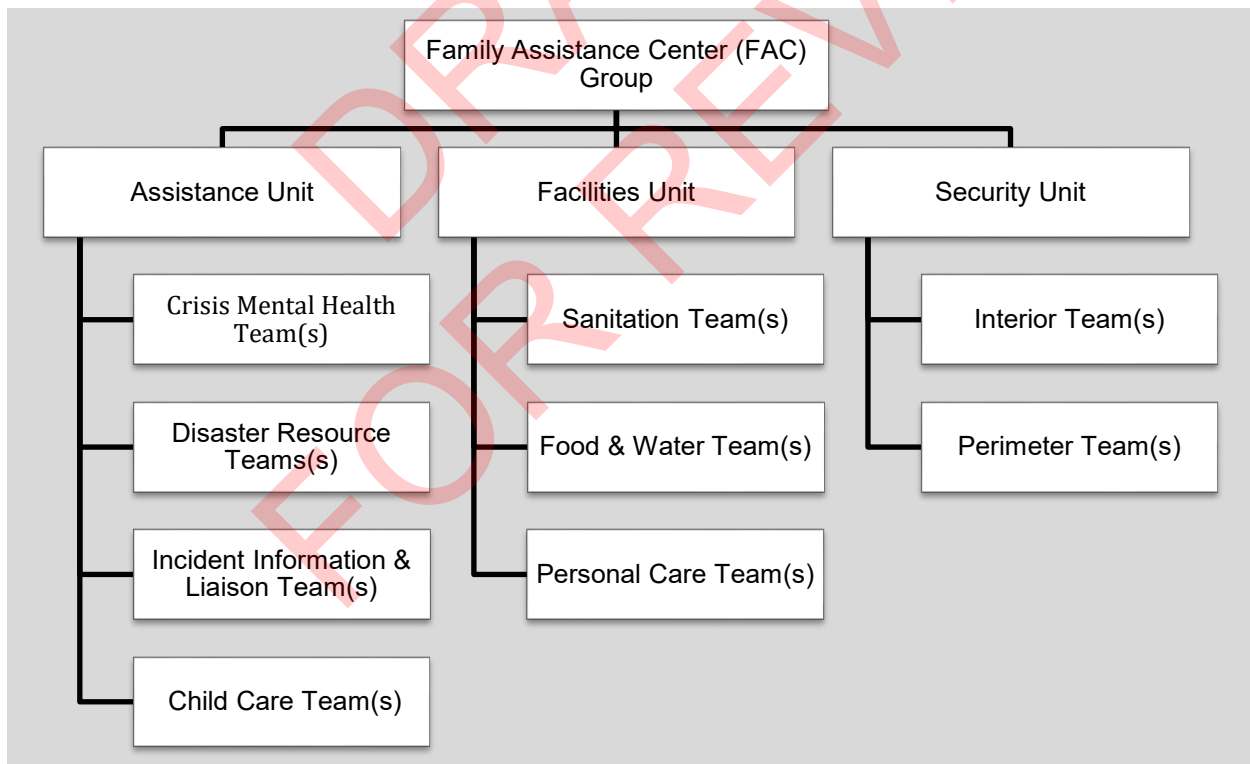 Family Assistance Center (FAC)
Group
Assistance Unit
Facilities Unit
Security Unit
Crisis Mental Health
Team(s)
Disaster Resource
Teams(s)
Incident Information &
Liaison Team(s)
Child Care Team(s)
Sanitation Team(s)
Food & Water Team(s)
Personal Care Team(s)
Interior Team(s)
Perimeter Team(s)
DRA
FOR REV